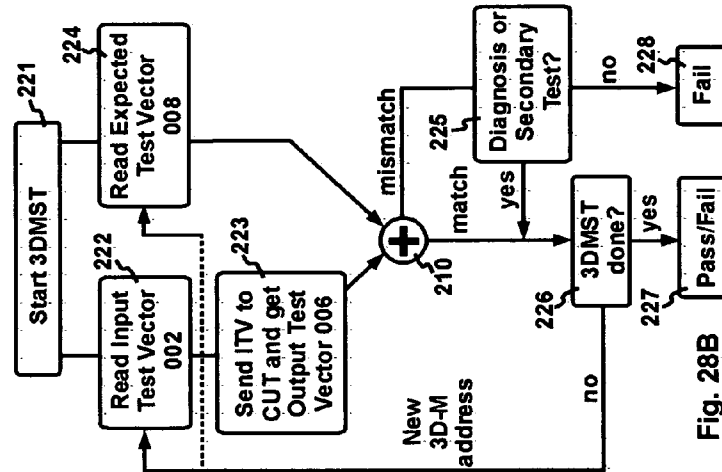 221
Start 3DMST
222
Read Input
Test Vector
002
224
Read Expected
Test Vector
008
223
Send ITV to
CUT and get
Output Test
Vector 006
210
mismatch
match
225
Diagnosis or
Secondary
Test?
yes
no
New
3D-M
address
226
3DMST
done?
no
yes
227
Pass/Fail
228
Fail
Fig. 28B